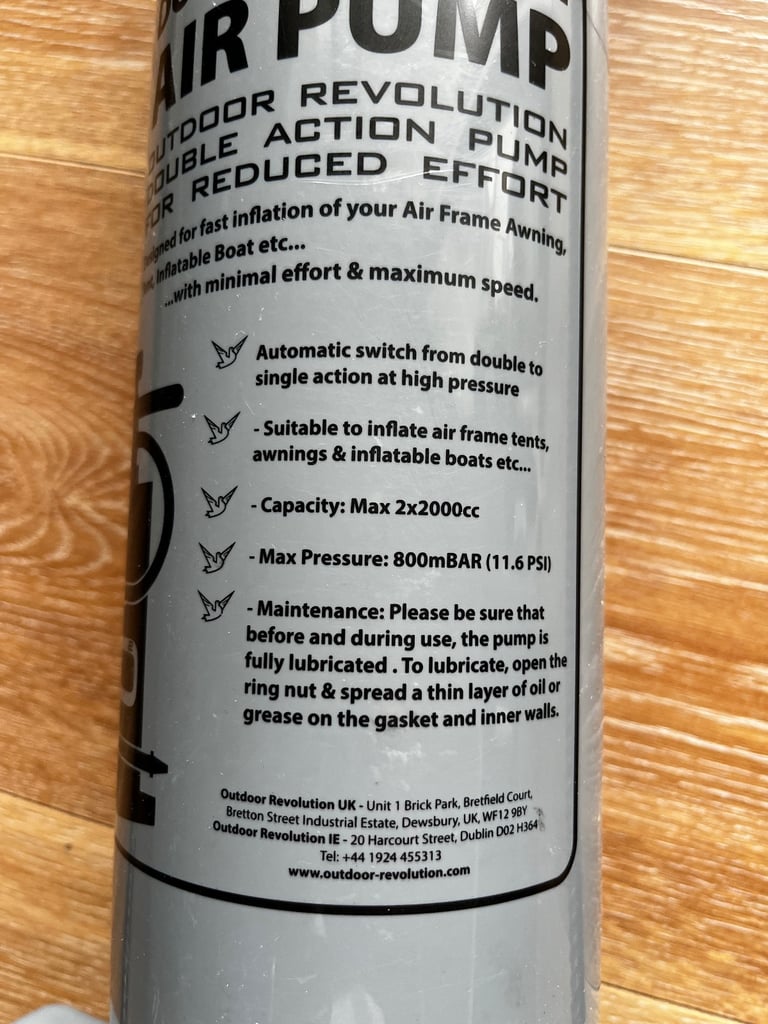 AIR PUMP
OUTDOOR REVOLUTION
DOUBLE ACTION PUMP
FOR REDUCED EFFORT
Designed for fast inflation of your Air Frame Awning,
Tent, Inflatable Boat etc...
...with minimal effort & maximum speed.
Automatic switch from double to
single action at high pressure
- Suitable to inflate air frame tents,
awnings & inflatable boats etc...
- Capacity: Max 2x2000cc
- Max Pressure: 800mBAR (11.6 PSI)
- Maintenance: Please be sure that
before and during use, the pump is
fully lubricated . To lubricate, open the
ring nut & spread a thin layer of oil or
grease on the gasket and inner walls.
Outdoor Revolution UK - Unit 1 Brick Park, Bretfield Court,
Bretton Street Industrial Estate, Dewsbury, UK, WF12 9BY
Outdoor Revolution IE - 20 Harcourt Street, Dublin D02 H364
Tel: +44 1924 455313
www.outdoor-revolution.com